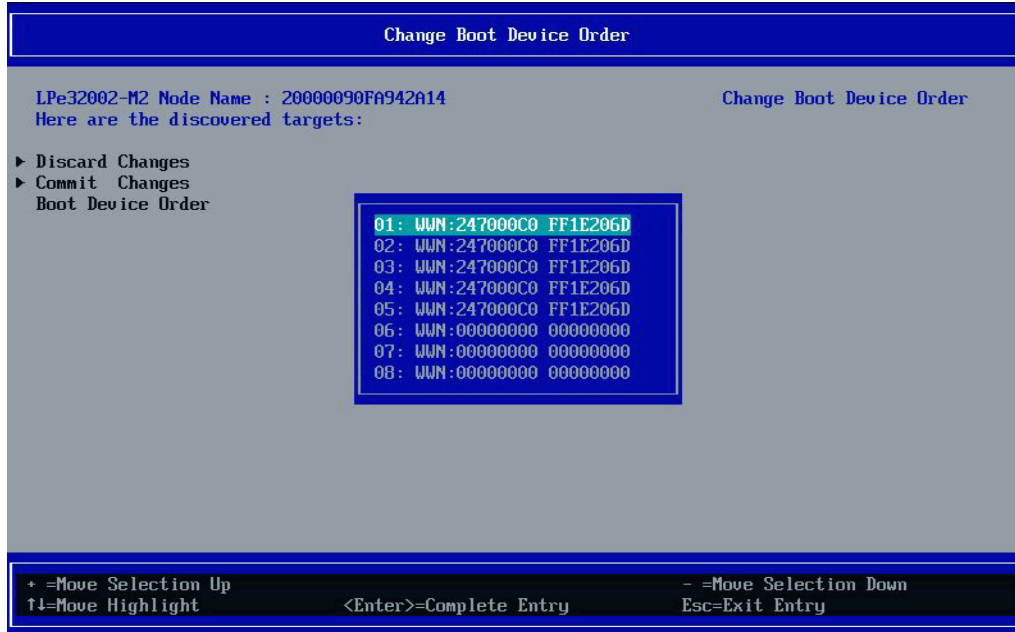 Change Boot Device Order
LPe32002-M2 Node Name : 20000090FA942A14
Change Boot Device Order
Here are the discovered targets:
▶ Discard Changes
▶ Commit Changes
Boot Device Order
01: WWN:247000C0 FF1E206D
02: WWN:247000C0 FF1E206D
03: WWN:247000C0 FF1E206D
04: WWN:247000C0 FF1E206D
05: WWN:247000C0 FF1E206D
06: WWN:00000000 00000000
07: WWN:00000000 00000000
08: WWN:00000000 00000000
+ =Move Selection Up
- =Move Selection Down
↑↓=Move Highlight
<Enter>=Complete Entry
Esc=Exit Entry